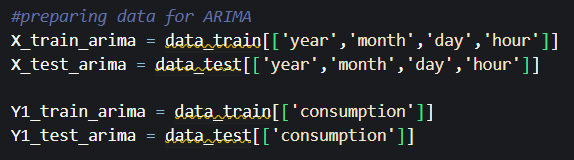 #preparing data for ARIMA
X_train_arima = data_train[['year','month','day','hour']]
X_test_arima = data_test[['year','month','day','hour']]
Y1_train_arima = data_train[['consumption']]
Y1_test_arima = data_test[['consumption']]